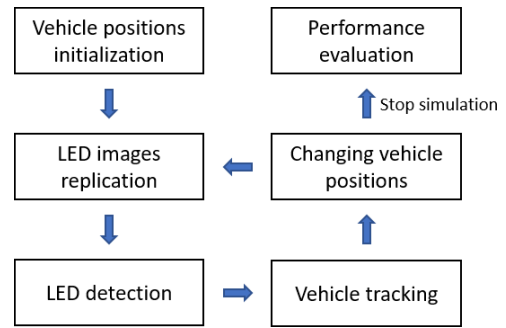 Vehicle positions
initialization
Performance
evaluation
Stop simulation
LED images
replication
Changing vehicle
positions
LED detection
Vehicle tracking